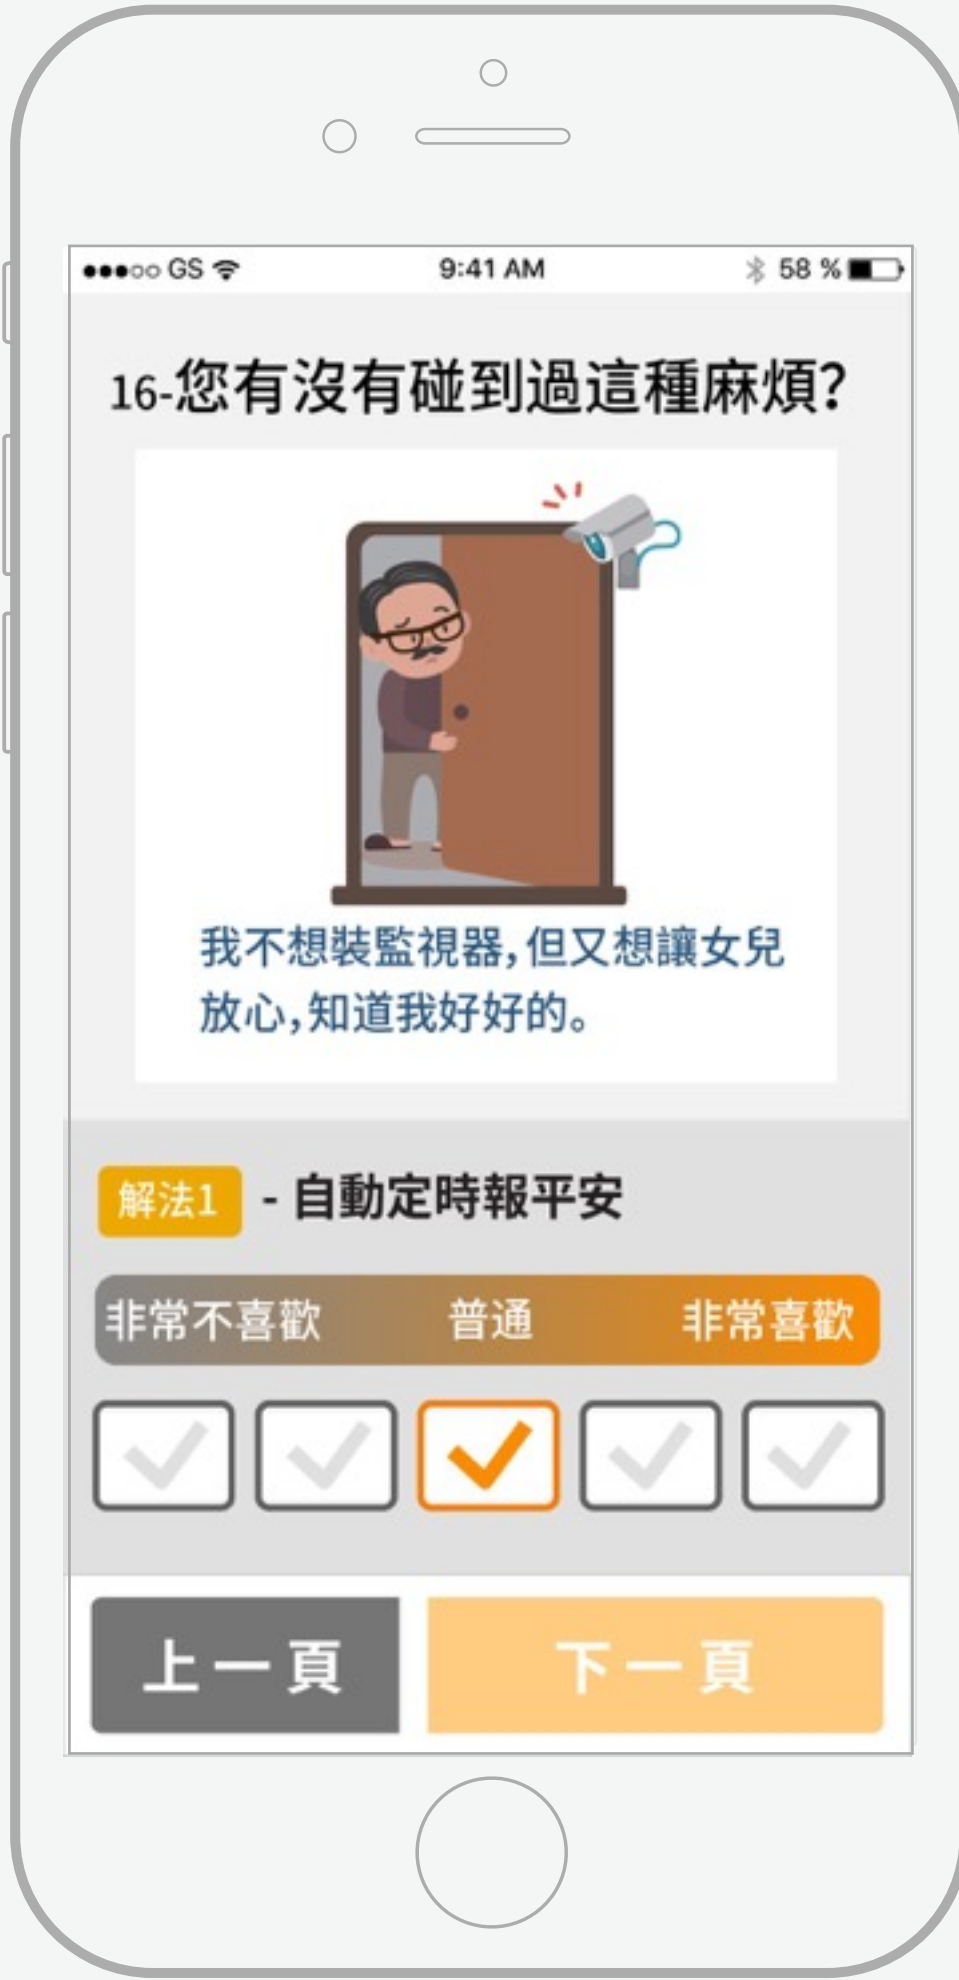 GS 9:41 AM 58 %
16-您有沒有碰到過這種麻煩?
我不想裝監視器,但又想讓女兒
放心,知道我好好的。
解法1 - 自動定時報平安
非常不喜歡 普通 非常喜歡
上一頁 下一頁